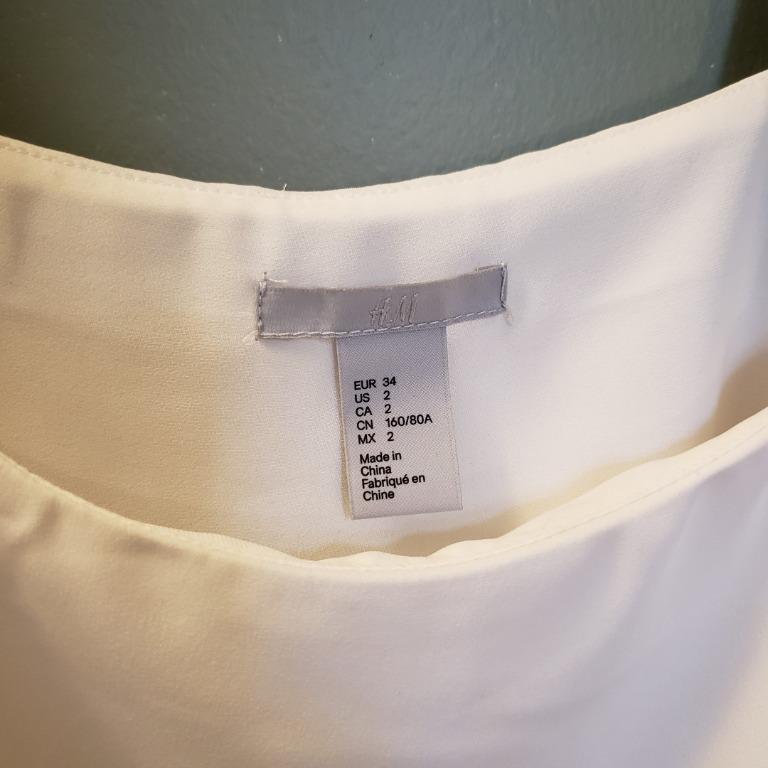 H&M
EUR 34
US 2
CA 2
CN 160/80A
MX 2
Made in
China
Fabriqué en
Chine